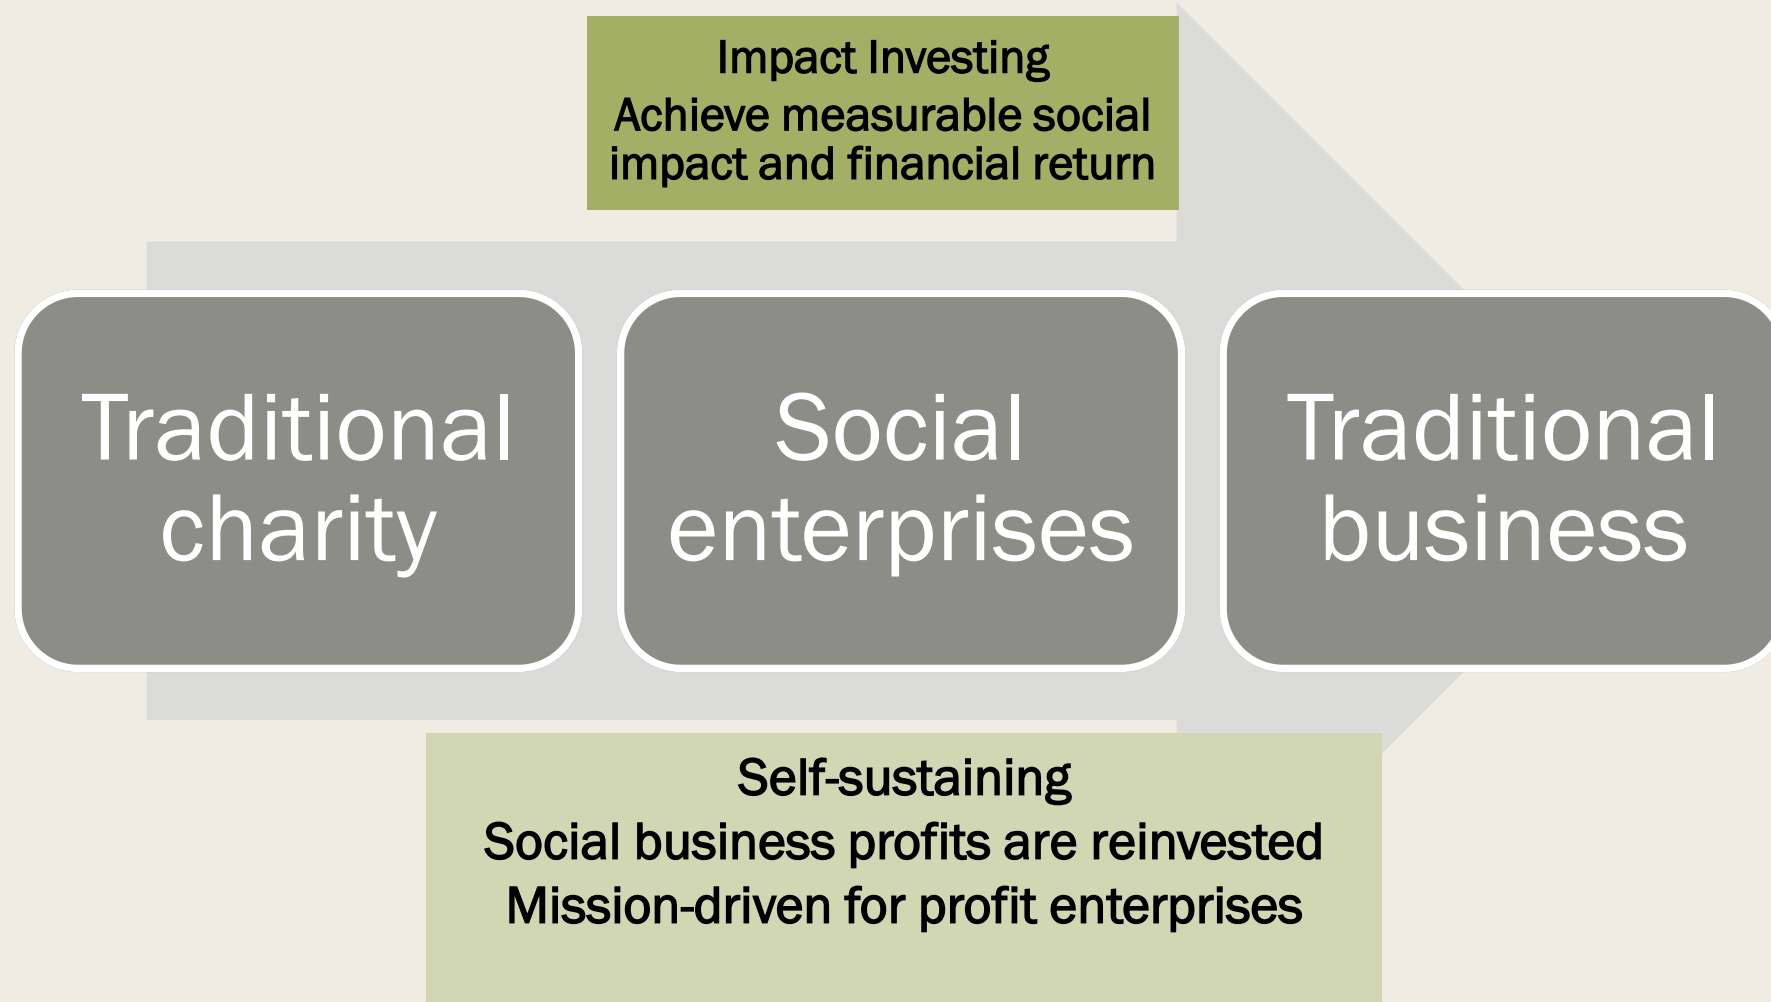 Impact Investing
Achieve measurable social
impact and financial return
Traditional
charity
Social
enterprises
Traditional
business
Self-sustaining
Social business profits are reinvested
Mission-driven for profit enterprises